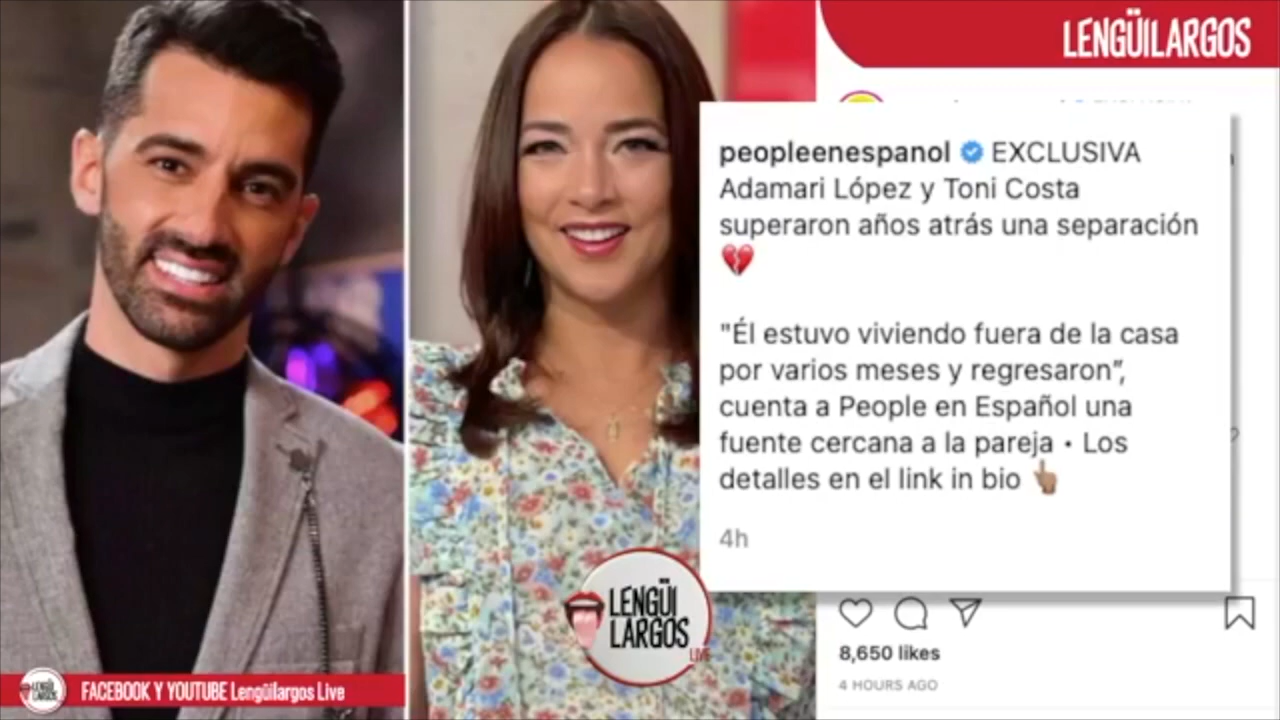 LENGÜILARGOS
peopleenespanol EXCLUSIVA
Adamari López y Toni Costa
superaron años atrás una separación
"Él estuvo viviendo fuera de la casa
por varios meses y regresaron”,
cuenta a People en Español una
fuente cercana a la pareja • Los
detalles en el link in bio
4h
8,650 likes
4 HOURS AGO
LENGÜI
LARGOS
LIVE
LENGÜI
LARGOS
FACEBOOK Y YOUTUBE Lengüilargos Live